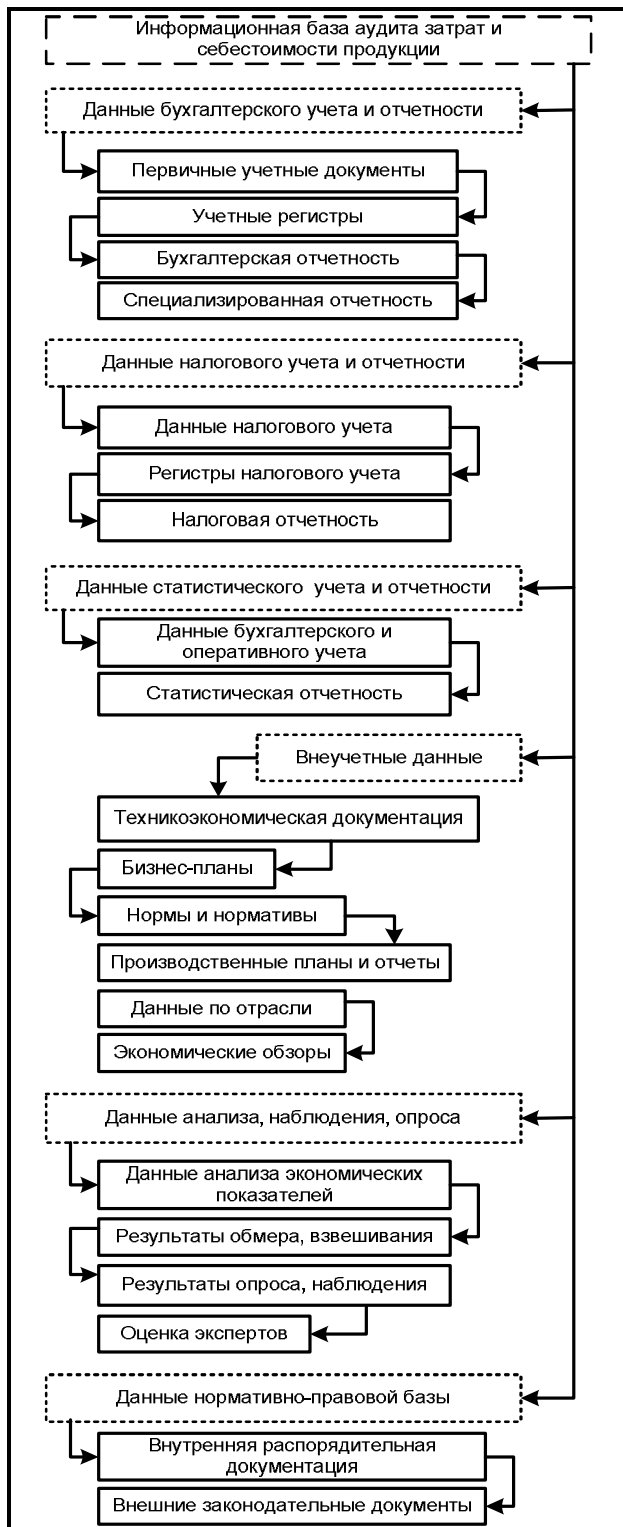 Информационная база аудита затрат и
себестоимости продукции
Данные бухгалтерского учета и отчетности
Первичные учетные документы
Учетные регистры
Бухгалтерская отчетность
Специализированная отчетность
Данные налогового учета и отчетности
Данные налогового учета
Регистры налогового учета
Налоговая отчетность
Данные статистического учета и отчетности
Данные бухгалтерского и
оперативного учета
Статистическая отчетность
Внеучетные данные
Техникоэкономическая документация
Бизнес-планы
Нормы и нормативы
Производственные планы и отчеты
Данные по отрасли
Экономические обзоры
Данные анализа, наблюдения, опроса
Данные анализа экономических
показателей
Результаты обмера, взвешивания
Результаты опроса, наблюдения
Оценка экспертов
Данные нормативно-правовой базы
Внутренняя распорядительная
документация
Внешние законодательные документы